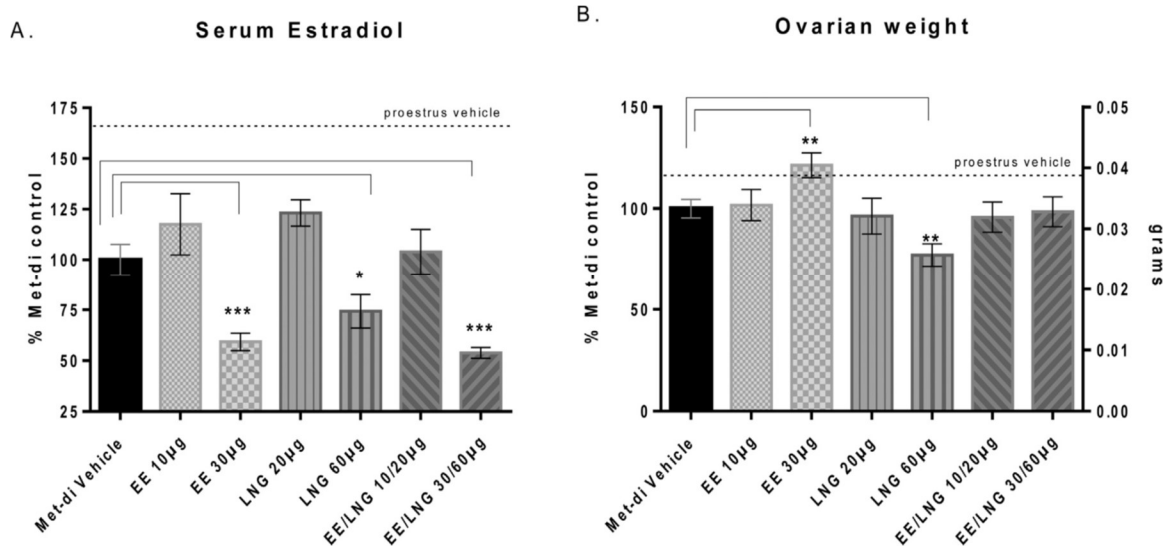 A.
Serum Estradiol
% Met-di control
175
150
125
100
75
50
25
proestrus vehicle
***
*
***
Met-di Vehicle
EE 10µg
EE 30µg
LNG 20µg
LNG 60µg
EE/LNG 10/20µg
EE/LNG 30/60µg
B.
Ovarian weight
% Met-di control
150
100
50
0
proestrus vehicle
**
**
0.05
0.04
0.03
0.02
0.01
0.00
grams
Met-di Vehicle
EE 10µg
EE 30µg
LNG 20µg
LNG 60µg
EE/LNG 10/20µg
EE/LNG 30/60µg